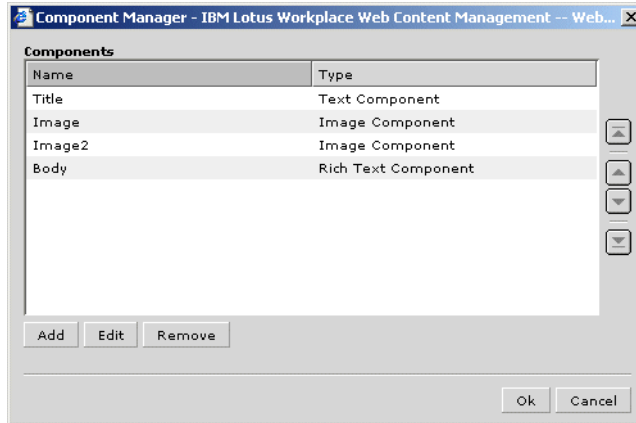 Component Manager - IBM Lotus Workplace Web Content Management -- Web... X
Components
Name Type
Title Text Component
Image Image Component
Image2 Image Component
Body Rich Text Component
Add Edit Remove
Ok Cancel